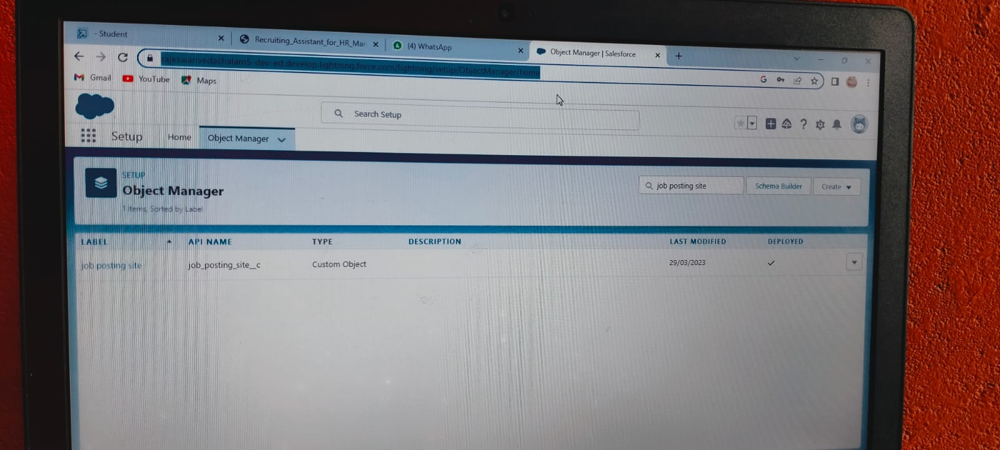 - Student
Recruiting_Assistant_for_HR_Man
(4) WhatsApp
Object Manager | Salesforce
rajeswarivedachalam5-dev-ed.develop.lightning.force.com/lightning/setup/ObjectManager/home
Gmail
YouTube
Maps
Search Setup
Setup
Home
Object Manager
SETUP
Object Manager
1 Items, Sorted by Label
job posting site
Schema Builder
Create
LABEL
API NAME
TYPE
DESCRIPTION
LAST MODIFIED
DEPLOYED
job posting site
job_posting_site__c
Custom Object
29/03/2023